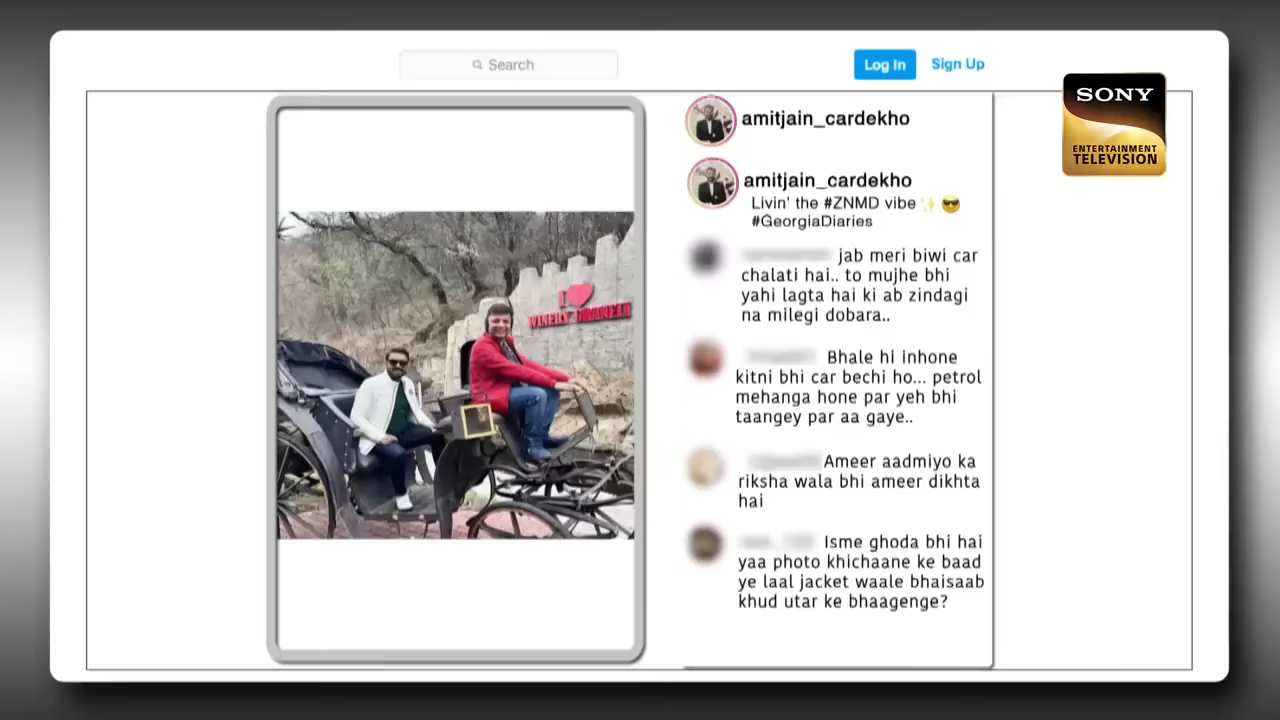 Search
Log In
Sign Up
SONY
ENTERTAINMENT
TELEVISION
amitjain_cardekho
amitjain_cardekho
Livin' the #ZNMD vibe ✨ 😎
#GeorgiaDiaries
jab meri biwi car
chalati hai.. to mujhe bhi
yahi lagta hai ki ab zindagi
na milegi dobara..
Bhale hi inhone
kitni bhi car bechi ho... petrol
mehanga hone par yeh bhi
taangey par aa gaye..
Ameer aadmiyo ka
riksha wala bhi ameer dikhta
hai
Isme ghoda bhi hai
yaa photo khichaane ke baad
ye laal jacket waale bhaisaab
khud utar ke bhaagenge?
I ❤
WINERY